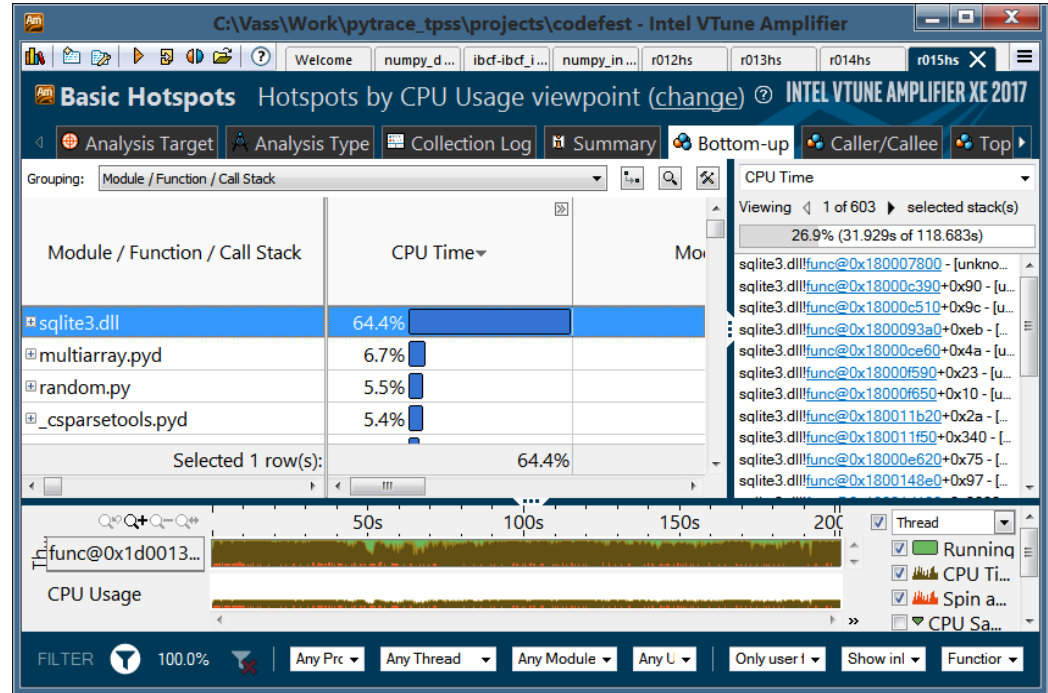 C:\Vass\Work\pytrace_tpss\projects\codefest - Intel VTune Amplifier
Welcome numpy_d... ibcf-ibcf_i... numpy_in... r012hs r013hs r014hs r015hs
Basic Hotspots Hotspots by CPU Usage viewpoint (change) INTEL VTUNE AMPLIFIER XE 2017
Analysis Target Analysis Type Collection Log Summary Bottom-up Caller/Callee Top
Grouping: Module / Function / Call Stack
Module / Function / Call Stack CPU Time
sqlite3.dll 64.4%
multiarray.pyd 6.7%
random.py 5.5%
_csparsetools.pyd 5.4%
Selected 1 row(s): 64.4%
CPU Time
Viewing 1 of 603 selected stack(s)
26.9% (31.929s of 118.683s)
sqlite3.dll!func@0x180007800 - [unkno...
sqlite3.dll!func@0x18000c390+0x90 - [u...
sqlite3.dll!func@0x18000c510+0x9c - [u...
sqlite3.dll!func@0x1800093a0+0xeb - [...
sqlite3.dll!func@0x18000ce60+0x4a - [u...
sqlite3.dll!func@0x18000f590+0x23 - [u...
sqlite3.dll!func@0x18000f650+0x10 - [u...
sqlite3.dll!func@0x180011b20+0x2a - [...
sqlite3.dll!func@0x180011f50+0x340 - [...
sqlite3.dll!func@0x18000e620+0x75 - [...
sqlite3.dll!func@0x1800148e0+0x97 - [...
50s 100s 150s
func@0x1d0013...
CPU Usage
Thread
Running
CPU Ti...
Spin a...
CPU Sa...
FILTER 100.0% Any Prc Any Thread Any Module Any U Only user f Show inl Functior